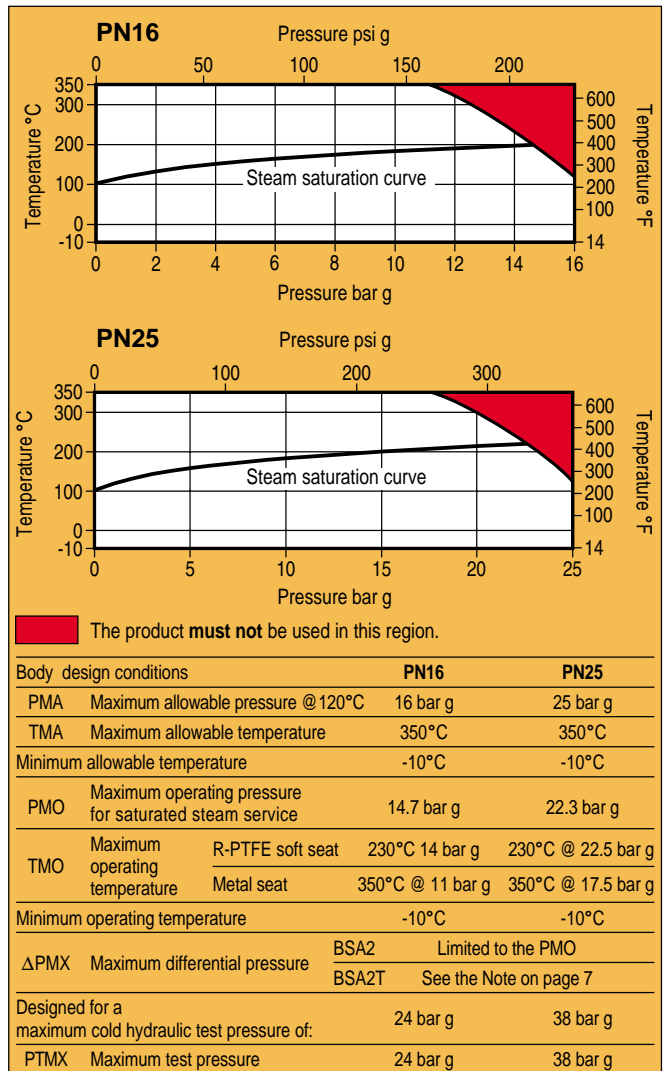 PN16
Pressure psi g
0 50 100 150 200
350
300
200
100
0
-10
Temperature °C
Steam saturation curve
600
500
400
300
200
100
14
Temperature °F
0 2 4 6 8 10 12 14 16
Pressure bar g
PN25
Pressure psi g
0 100 200 300
350
300
200
100
0
-10
Temperature °C
Steam saturation curve
600
500
400
300
200
100
14
Temperature °F
0 5 10 15 20 25
Pressure bar g
The product must not be used in this region.
Body design conditions PN16 PN25
PMA Maximum allowable pressure @120°C 16 bar g 25 bar g
TMA Maximum allowable temperature 350°C 350°C
Minimum allowable temperature -10°C -10°C
PMO Maximum operating pressure
for saturated steam service 14.7 bar g 22.3 bar g
TMO Maximum
operating
temperature
R-PTFE soft seat 230°C 14 bar g 230°C @ 22.5 bar g
Metal seat 350°C @ 11 bar g 350°C @ 17.5 bar g
Minimum operating temperature -10°C -10°C
ΔPMX Maximum differential pressure
BSA2 Limited to the PMO
BSA2T See the Note on page 7
Designed for a
maximum cold hydraulic test pressure of: 24 bar g 38 bar g
PTMX Maximum test pressure 24 bar g 38 bar g